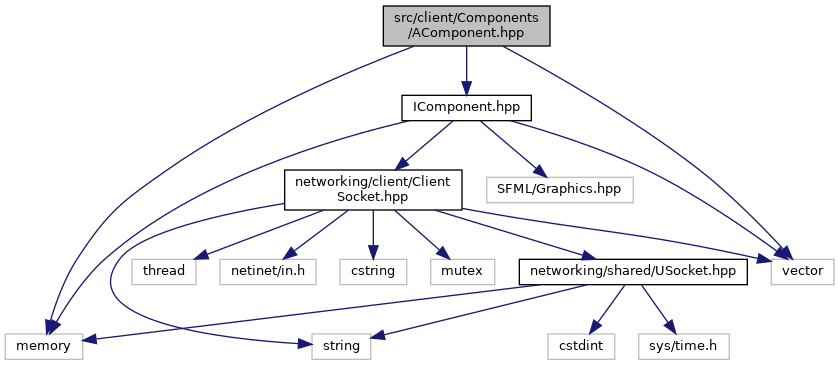 src/client/Components
/AComponent.hpp
IComponent.hpp
networking/client/Client
Socket.hpp
SFML/Graphics.hpp
thread
netinet/in.h
cstring
mutex
networking/shared/USocket.hpp
vector
memory
string
cstdint
sys/time.h